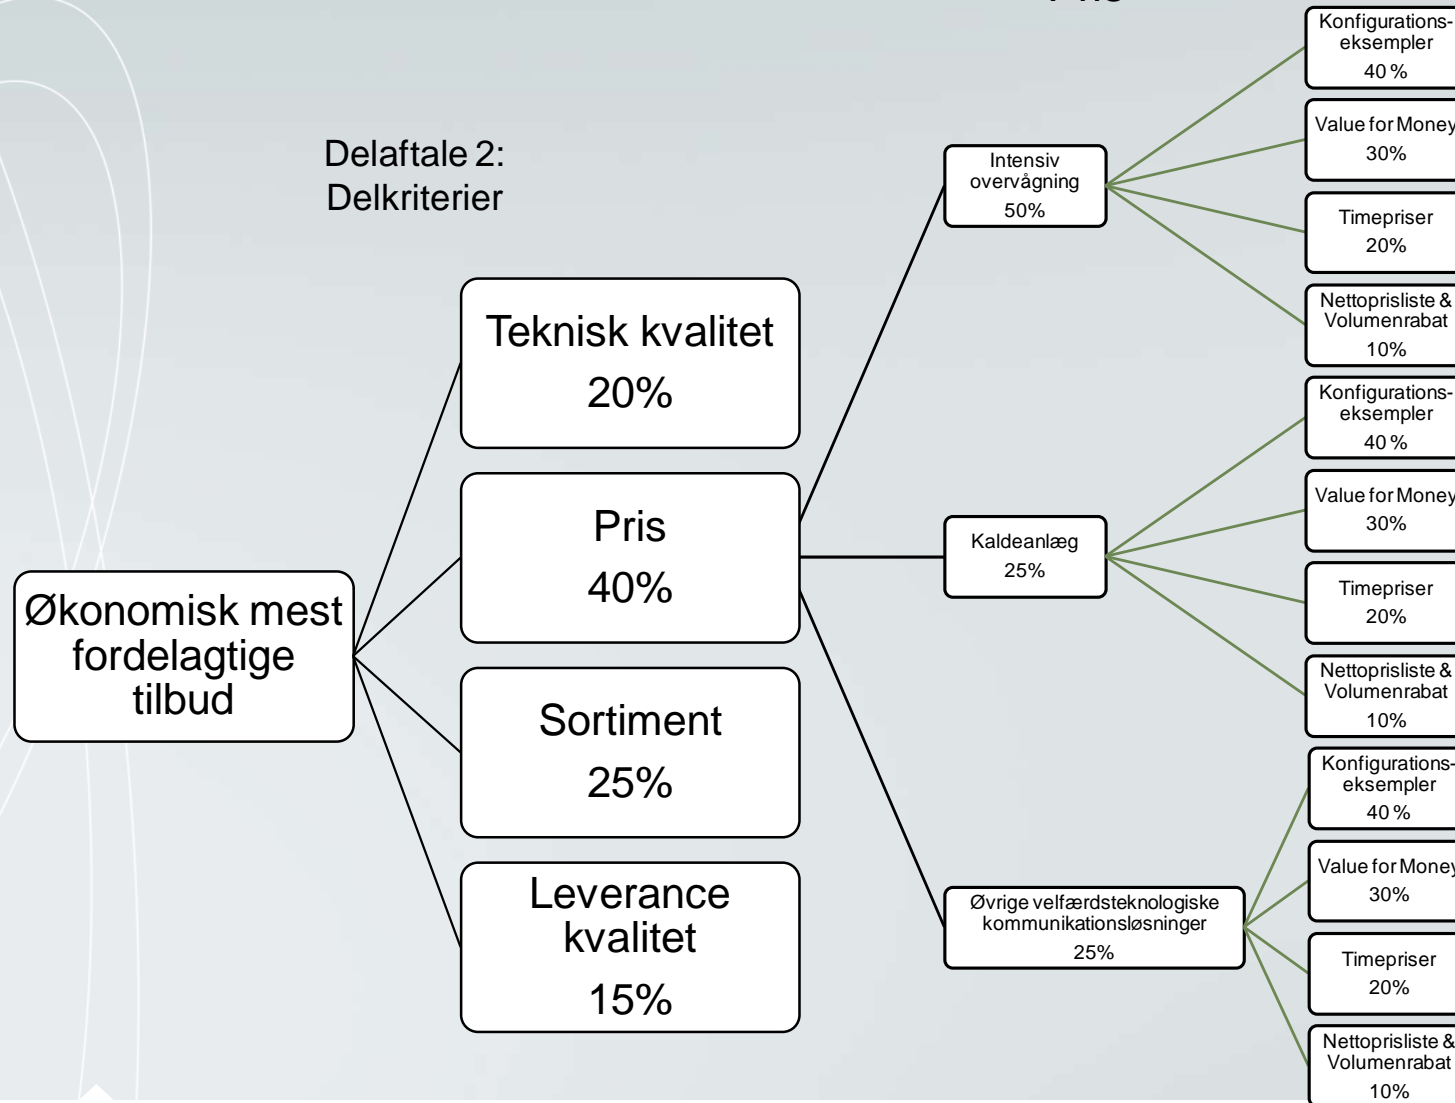 Delaftale 2:
Delkriterier
Økonomisk mest
fordelagtige
tilbud
Teknisk kvalitet
20%
Pris
40%
Sortiment
25%
Leverance
kvalitet
15%
Intensiv
overvågning
50%
Konfigurations-
eksempler
40 %
Value for Money
30%
Timepriser
20%
Nettoprisliste &
Volumenrabat
10%
Kaldeanlæg
25%
Konfigurations-
eksempler
40 %
Value for Money
30%
Timepriser
20%
Nettoprisliste &
Volumenrabat
10%
Øvrige velfærdsteknologiske
kommunikationsløsninger
25%
Konfigurations-
eksempler
40 %
Value for Money
30%
Timepriser
20%
Nettoprisliste &
Volumenrabat
10%